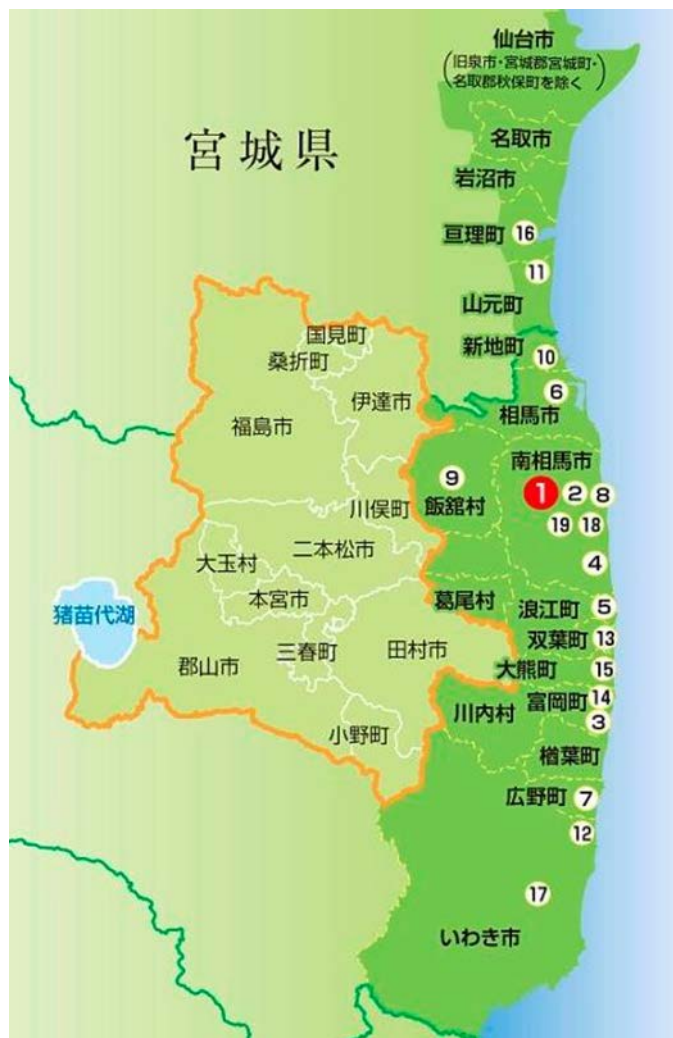 仙台市
(旧泉市・宮城郡宮城町・
名取郡秋保町を除く)
宮城県
名取市
岩沼市
亘理町 16
11
山元町
新地町
10
国見町
桑折町
伊達市
6
相馬市
福島市
南相馬市
9
飯舘村
1 2 8
19 18
川俣町
二本松市
大玉村
4
本宮市
葛尾村
浪江町 5
猪苗代湖
双葉町 13
三春町
田村市
郡山市
大熊町 15
富岡町 14
3
川内村
小野町
楢葉町
広野町 7
12
17
いわき市